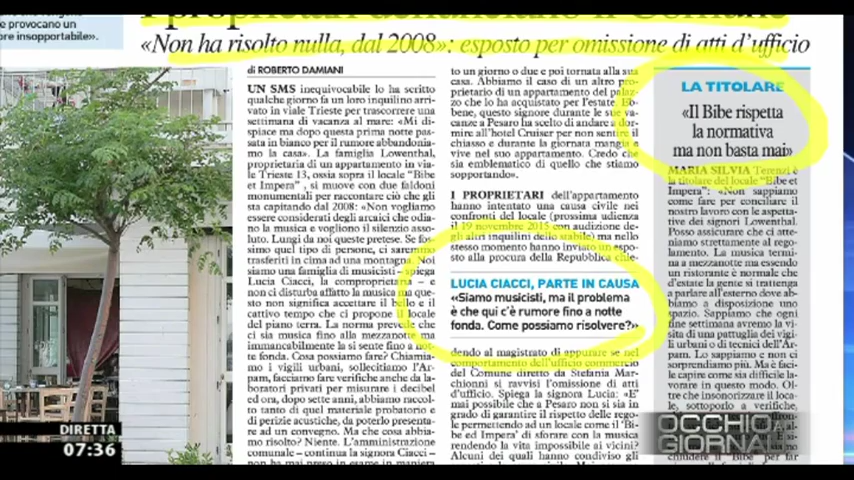 e provocano un
ore insopportabile».
I proprietari denunciano il Comune
«Non ha risolto nulla, dal 2008»: esposto per omissione di atti d'ufficio
di ROBERTO DAMIANI
UN SMS inequivocabile lo ha scritto
qualche giorno fa un loro inquilino arri-
vato in viale Trieste per trascorrere una
settimana di vacanza al mare: «Mi di-
spiace ma dopo questa prima notte pas-
sata in bianco per il rumore abbandonia-
mo la casa». La famiglia Lowenthal,
proprietaria di un appartamento in via-
le Trieste 13, ossia sopra il locale "Bibe
et Impera" , si muove con due faldoni
monumentali per raccontare ciò che gli
sta capitando dal 2008: «Non vogliamo
essere considerati degli arcaici che odia-
no la musica e vogliono il silenzio asso-
luto. Lungi da noi queste pretese. Se fos-
simo quel tipo di persone, ci saremmo
trasferiti in cima ad una montagna. Noi
siamo una famiglia di musicisti – spiega
Lucia Ciacci, la comproprietaria – e
non ci disturba affatto la musica ma que-
sto non significa accettare il bello e il
cattivo tempo che ci propone il locale
del piano terra. La norma prevede che
ci sia musica fino alla mezzanotte ma
immancabilmente la si sente fino a not-
te fonda. Cosa possiamo fare? Chiamia-
mo i vigili urbani, sollecitiamo l'Ar-
pam, facciamo fare verifiche anche da la-
boratori privati per misurare i decibel
ed ora, dopo sette anni, abbiamo raccol-
to tanto di quel materiale probatorio e
di perizie acustiche, da poterlo presenta-
re ad un convegno. Ma che cosa abbia-
mo risolto? Niente. L'amministrazione
comunale – continua la signora Ciacci –
non ha mai preso in esame in maniera
to un giorno o due e poi tornata alla sua
casa. Abbiamo il caso di un altro pro-
prietario di un appartamento del palaz-
zo che lo ha acquistato per l'estate. Eb-
bene, questo signore durante le sue va-
canze a Pesaro ha scelto di andare a dor-
mire all'hotel Cruiser per non sentire il
chiasso e durante la giornata mangia e
vive nel suo appartamento. Credo che
sia emblematico di quello che stiamo
sopportando».
I PROPRIETARI dell'appartamento
hanno intentato una causa civile nei
confronti del locale (prossima udienza
il 19 novembre 2015 con audizione de-
gli altri inquilini dello stabile) ma nello
stesso momento hanno inviato un espo-
sto alla procura della Repubblica chie-
LUCIA CIACCI, PARTE IN CAUSA
«Siamo musicisti, ma il problema
è che qui c'è rumore fino a notte
fonda. Come possiamo risolvere?»
dendo al magistrato di appurare se nel
comportamento dell'ufficio commercio
del Comune diretto da Stefania Mar-
chionni si ravvisi l'omissione di atti
d'ufficio. Spiega la signora Lucia: «E'
mai possibile che a Pesaro non si sia in
grado di garantire il rispetto delle rego-
le permettendo ad un locale come il 'Bi-
be ed Impera' di sforare con la musica
rendendo la vita impossibile ai vicini?
Alcuni dei quali hanno condiviso gli
LA TITOLARE
«Il Bibe rispetta
la normativa
ma non basta mai»
MARIA SILVIA Terenzi è
la titolare del locale "Bibe et
Impera": «Non sappiamo
come fare per conciliare il
nostro lavoro con le aspettati-
ve dei signori Lowenthal.
Posso assicurare che ci atte-
niamo strettamente al rego-
lamento. La musica termi-
na a mezzanotte ma essendo
un ristorante è normale che
d'estate la gente si trattenga
a parlare all'esterno dove ab-
biamo a disposizione uno
spazio. Sappiamo che ogni
fine settimana avremo la vi-
sita di una pattuglia dei vigi-
li urbani o di tecnici dell'Ar-
pam. Lo sappiamo e non ci
sorprendiamo più. Ma è faci-
le capire come sia difficile la-
vorare in questo modo. Ol-
tre che insonorizzare il loca-
le, sottoporlo a verifiche,
OCCHIO AI
GIORNALI
DIRETTA
07:36